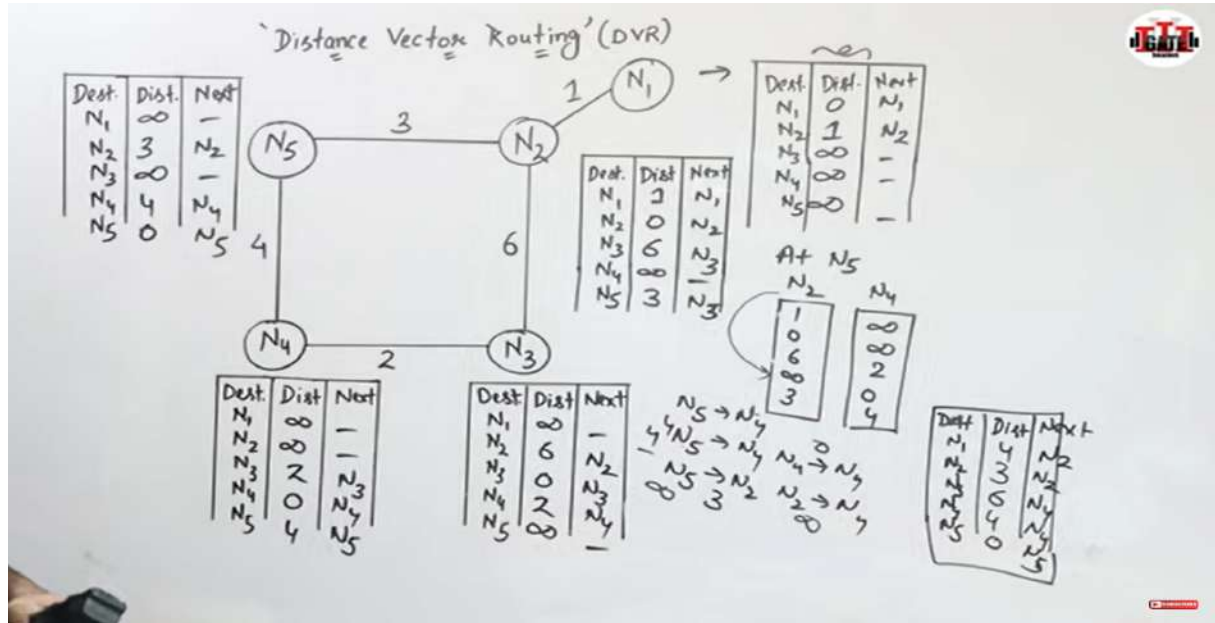 'Distance Vector Routing' (DVR)
Dest. Dist. Next
N1 ∞ -
N2 3 N2
N3 ∞ -
N4 4 N4
N5 0 N5
N5
3
N2
1
N1
→
Dest. Dist. Next
N1 0 N1
N2 1 N2
N3 ∞ -
N4 ∞ -
N5 ∞ -
Dest. Dist Next
N1 1 N1
N2 0 N2
N3 6 N3
N4 ∞ -
N5 3 N3
4
6
N4
2
N3
At N5
N2 N4
1 ∞
0 ∞
6 2
∞ 0
3 4
Dest. Dist Next
N1 ∞ -
N2 ∞ -
N3 2 N3
N4 0 N4
N5 4 N5
Dest. Dist Next
N1 ∞ -
N2 6 N2
N3 0 N3
N4 2 N4
N5 ∞ -
N5 → N4
4 4 N5 → N4 0 N4 → N4
N5 → N2 N2 → N4
∞ 3 ∞
Dest Dist Next
N1 4 N2
N2 3 N2
N3 6 N4
N4 4 N4
N5 0 N5
GATE